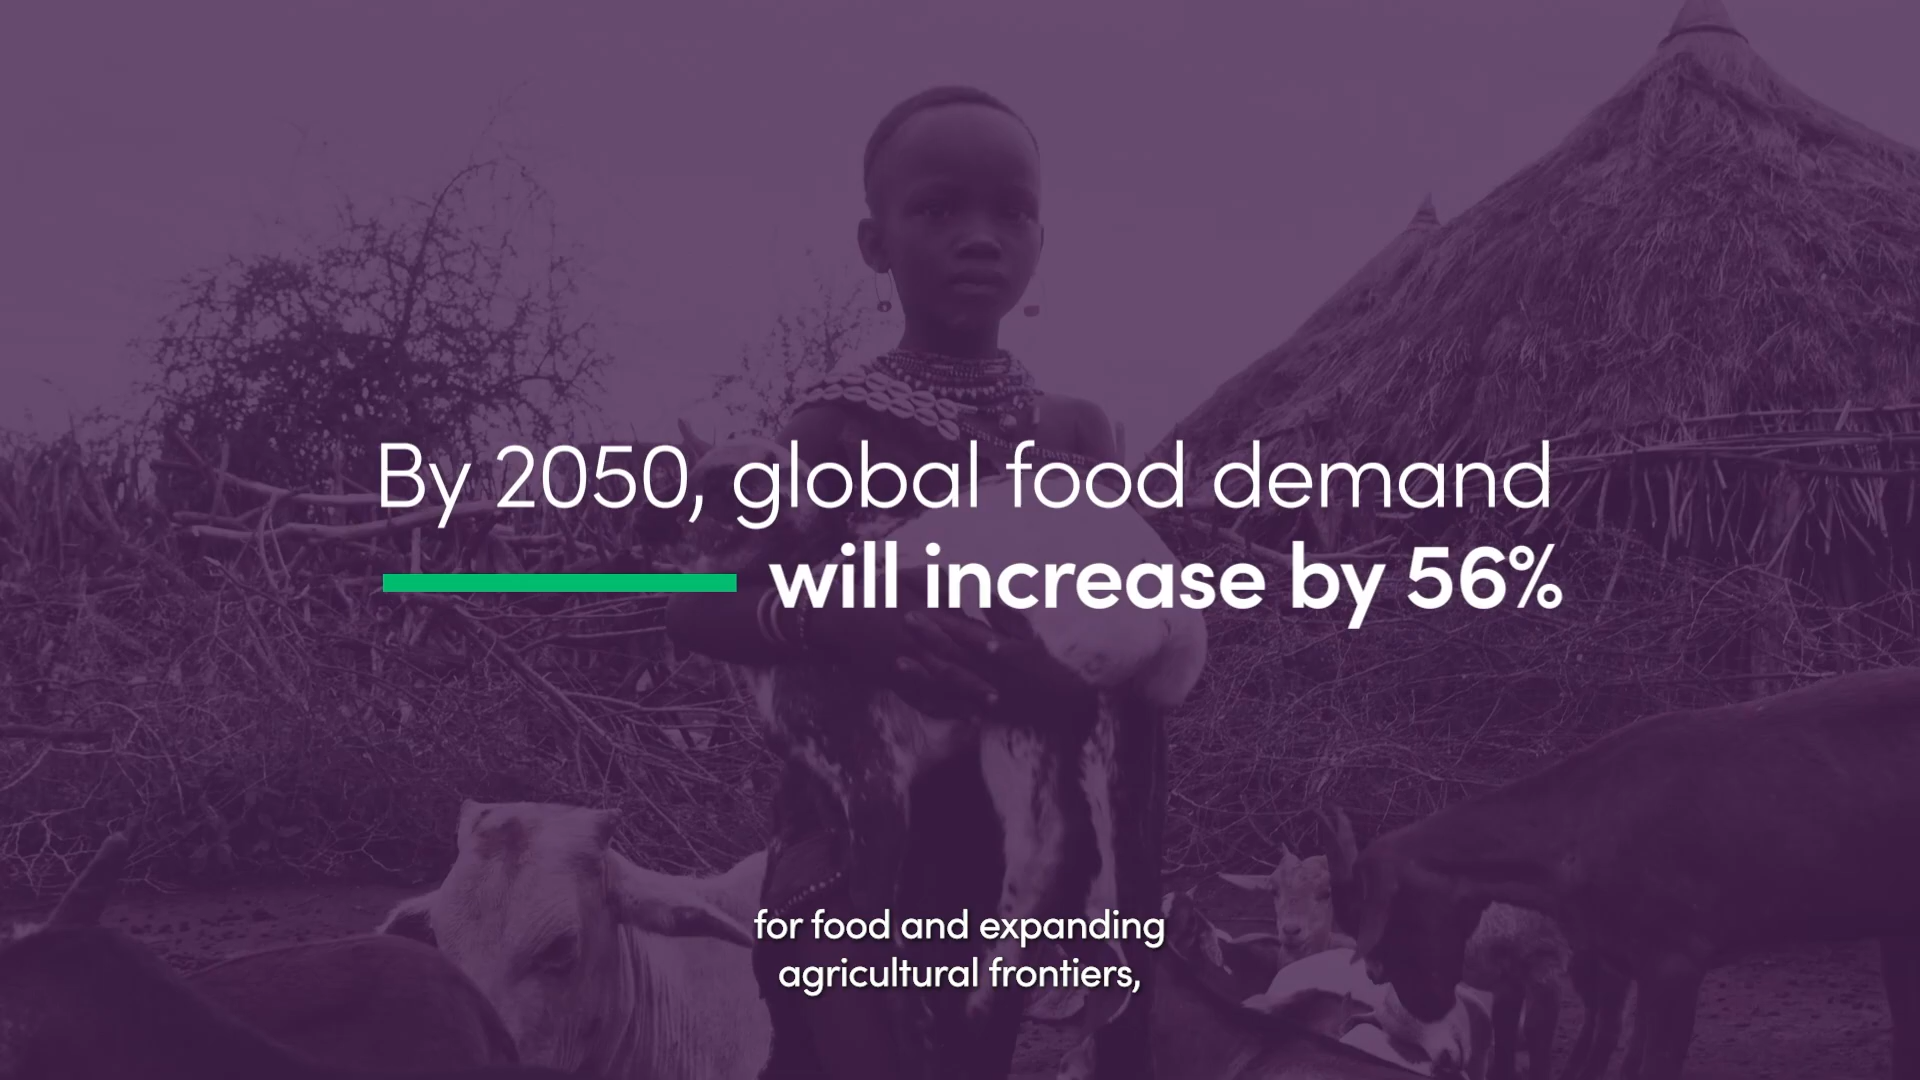 By 2050, global food demand
will increase by 56%
for food and expanding
agricultural frontiers,